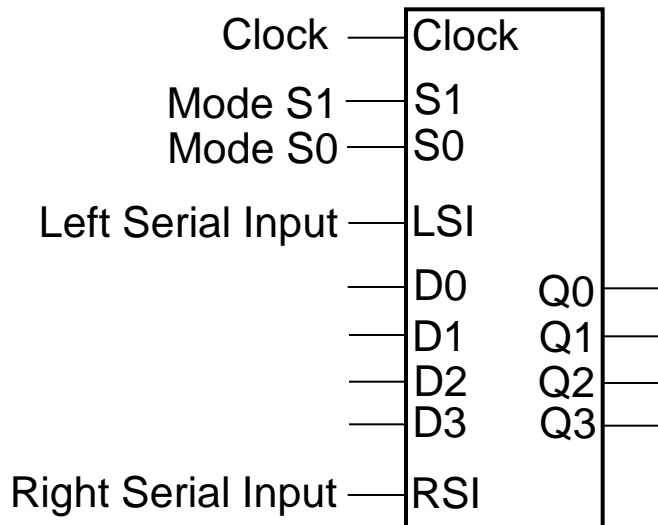 Clock Clock
Mode S1 S1
Mode S0 S0
Left Serial Input LSI
D0 Q0
D1 Q1
D2 Q2
D3 Q3
Right Serial Input RSI